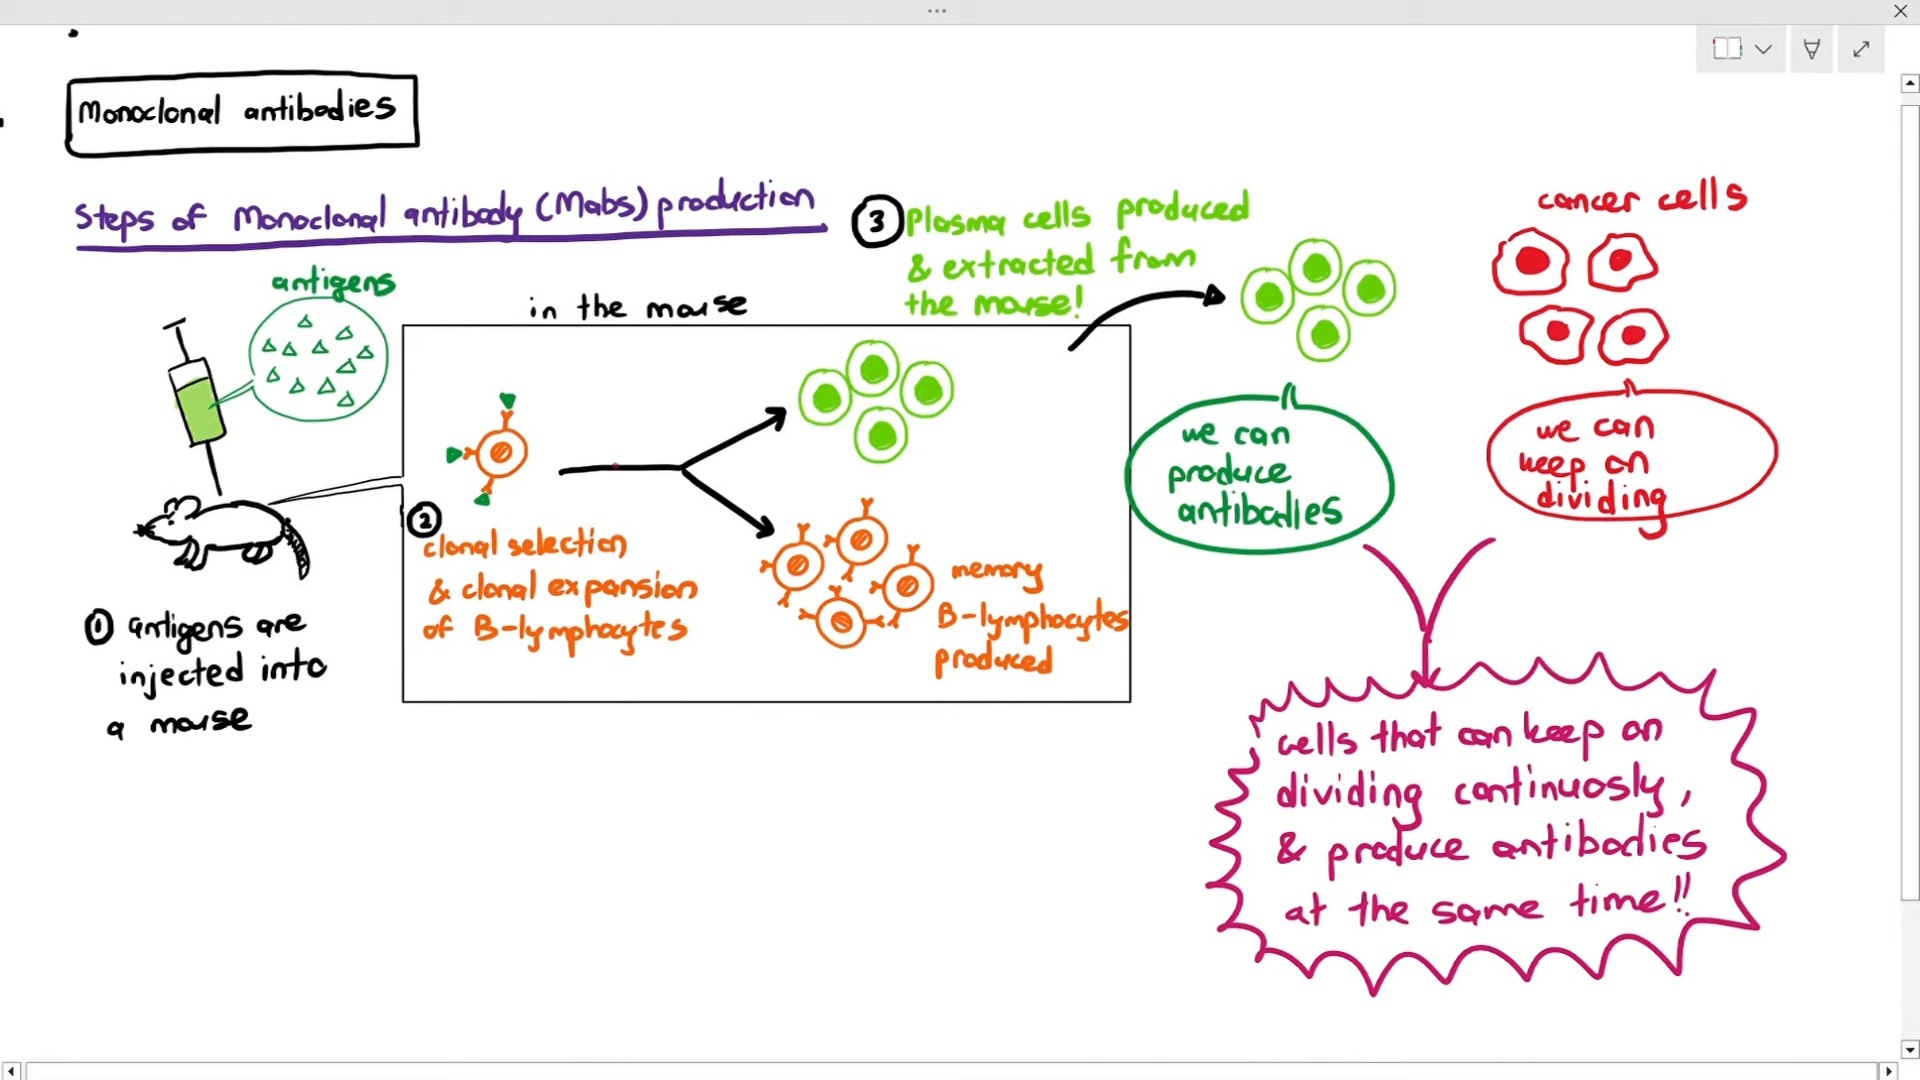 Monoclonal antibodies
Steps of Monoclonal antibody (Mabs) production
antigens
① antigens are
injected into
a mouse
in the mouse
② clonal selection
& clonal expansion
of B-lymphocytes
memory
B-lymphocytes
produced
③ Plasma cells produced
& extracted from
the mouse!
we can
produce
antibodies
cancer cells
we can
keep on
dividing
cells that can keep on
dividing continuosly,
& produce antibodies
at the same time!!